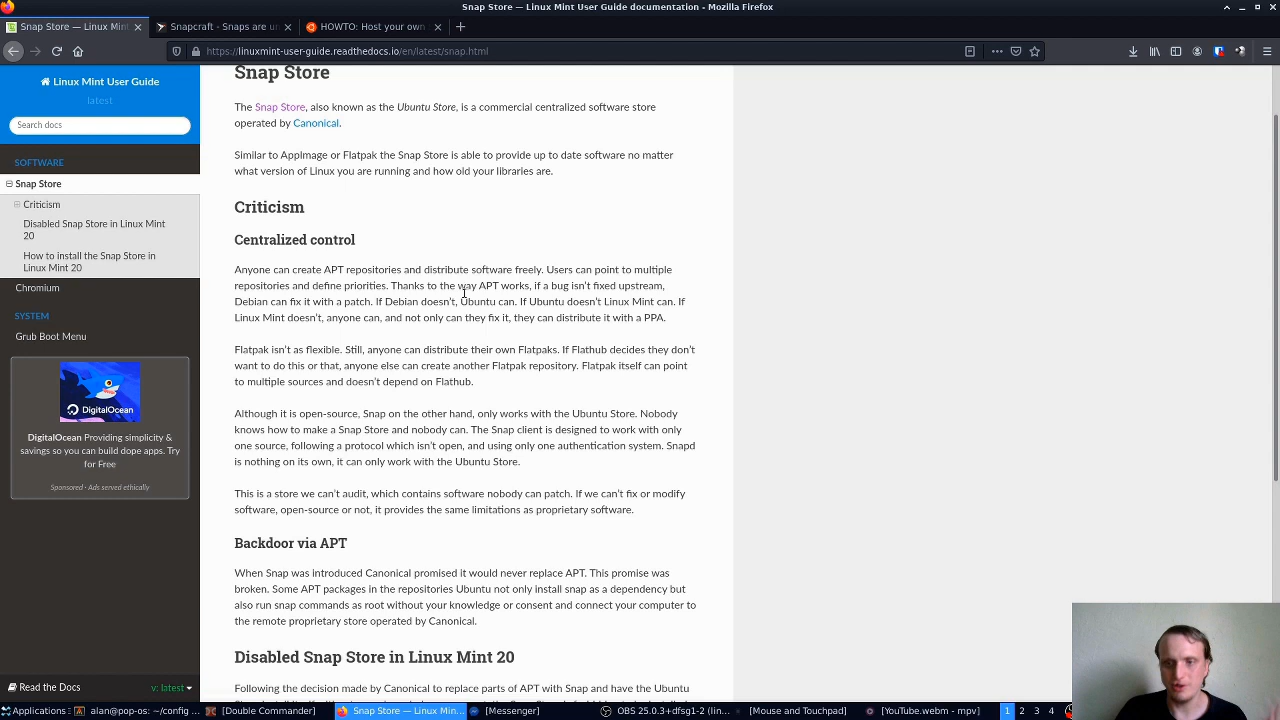 Snap Store — Linux Mint User Guide documentation - Mozilla Firefox
Snap Store — Linux Mint
Snapcraft - Snaps are un
HOWTO: Host your own
https://linuxmint-user-guide.readthedocs.io/en/latest/snap.html
Linux Mint User Guide
latest
Search docs
SOFTWARE
Snap Store
Criticism
Disabled Snap Store in Linux Mint
20
How to install the Snap Store in
Linux Mint 20
Chromium
SYSTEM
Grub Boot Menu
DigitalOcean
DigitalOcean Providing simplicity &
savings so you can build dope apps. Try
for Free
Sponsored · Ads served ethically
Read the Docs
v: latest
Snap Store
The Snap Store, also known as the Ubuntu Store, is a commercial centralized software store
operated by Canonical.
Similar to AppImage or Flatpak the Snap Store is able to provide up to date software no matter
what version of Linux you are running and how old your libraries are.
Criticism
Centralized control
Anyone can create APT repositories and distribute software freely. Users can point to multiple
repositories and define priorities. Thanks to the way APT works, if a bug isn't fixed upstream,
Debian can fix it with a patch. If Debian doesn't, Ubuntu can. If Ubuntu doesn't Linux Mint can. If
Linux Mint doesn't, anyone can, and not only can they fix it, they can distribute it with a PPA.
Flatpak isn't as flexible. Still, anyone can distribute their own Flatpaks. If Flathub decides they don't
want to do this or that, anyone else can create another Flatpak repository. Flatpak itself can point
to multiple sources and doesn't depend on Flathub.
Although it is open-source, Snap on the other hand, only works with the Ubuntu Store. Nobody
knows how to make a Snap Store and nobody can. The Snap client is designed to work with only
one source, following a protocol which isn't open, and using only one authentication system. Snapd
is nothing on its own, it can only work with the Ubuntu Store.
This is a store we can't audit, which contains software nobody can patch. If we can't fix or modify
software, open-source or not, it provides the same limitations as proprietary software.
Backdoor via APT
When Snap was introduced Canonical promised it would never replace APT. This promise was
broken. Some APT packages in the repositories Ubuntu not only install snap as a dependency but
also run snap commands as root without your knowledge or consent and connect your computer to
the remote proprietary store operated by Canonical.
Disabled Snap Store in Linux Mint 20
Following the decision made by Canonical to replace parts of APT with Snap and have the Ubuntu
Applications
alan@pop-os: ~/config ...
[Double Commander]
Snap Store — Linux Min...
[Messenger]
OBS 25.0.3+dfsg1-2 (lin...
[Mouse and Touchpad]
[YouTube.webm - mpv]
1 2 3 4